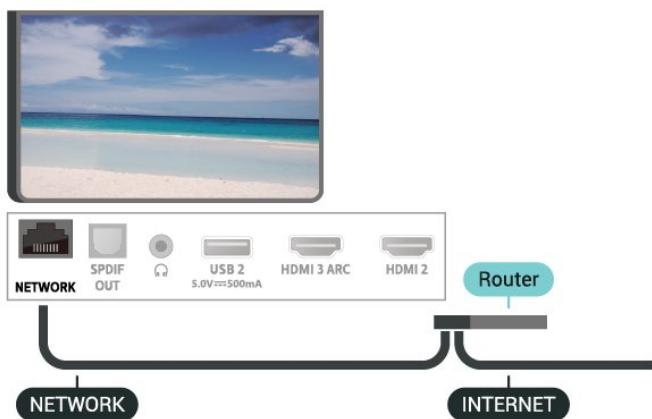 NETWORK
SPDIF
OUT
USB 2
5.0V⎓500mA
HDMI 3 ARC
HDMI 2
Router
NETWORK
INTERNET